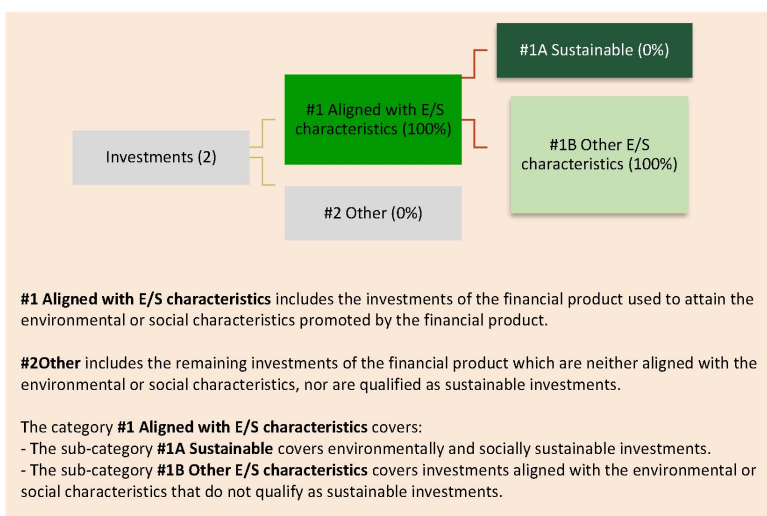 #1A Sustainable (0%)
#1 Aligned with E/S
characteristics (100%)
#1B Other E/S
characteristics (100%)
Investments (2)
#2 Other (0%)
#1 Aligned with E/S characteristics includes the investments of the financial product used to attain the
environmental or social characteristics promoted by the financial product.
#2Other includes the remaining investments of the financial product which are neither aligned with the
environmental or social characteristics, nor are qualified as sustainable investments.
The category #1 Aligned with E/S characteristics covers:
- The sub-category #1A Sustainable covers environmentally and socially sustainable investments.
- The sub-category #1B Other E/S characteristics covers investments aligned with the environmental or
social characteristics that do not qualify as sustainable investments.